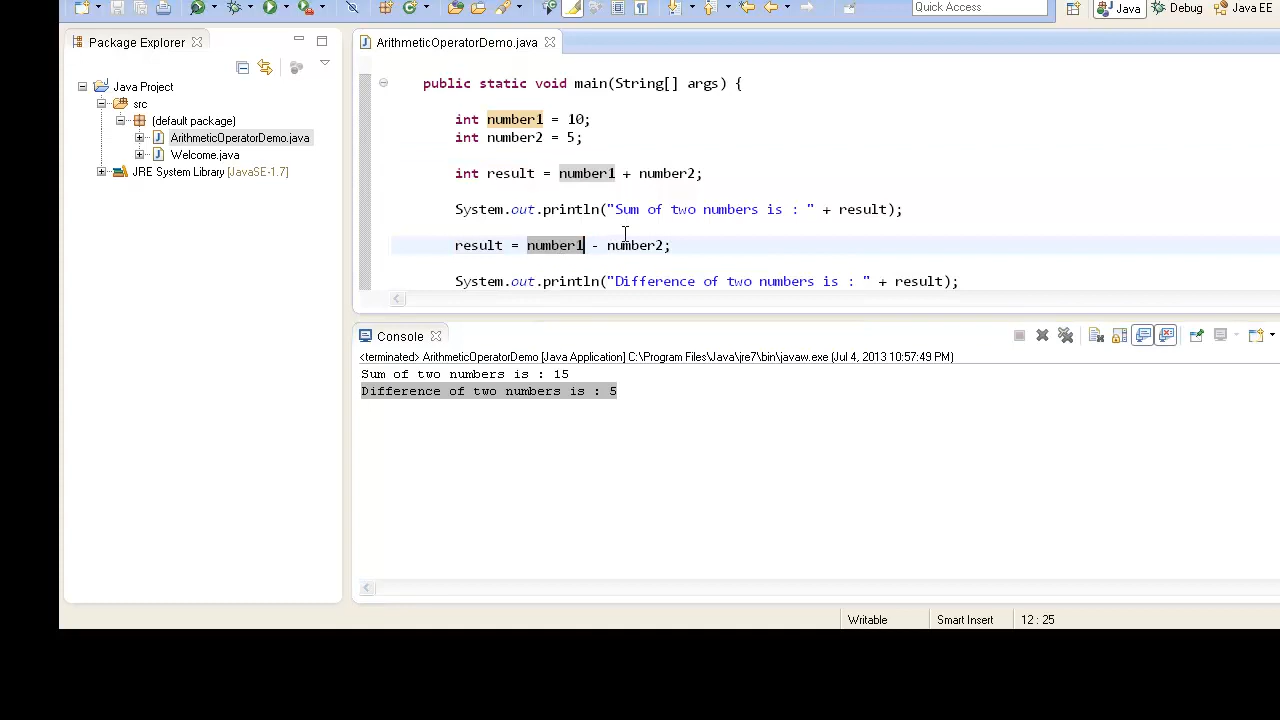 Quick Access
Java
Debug
Java EE
Package Explorer
ArithmeticOperatorDemo.java
Java Project
src
(default package)
ArithmeticOperatorDemo.java
Welcome.java
JRE System Library [JavaSE-1.7]
public static void main(String[] args) {
int number1 = 10;
int number2 = 5;
int result = number1 + number2;
System.out.println("Sum of two numbers is : " + result);
result = number1 - number2;
System.out.println("Difference of two numbers is : " + result);
Console
<terminated> ArithmeticOperatorDemo [Java Application] C:\Program Files\Java\jre7\bin\javaw.exe (Jul 4, 2013 10:57:49 PM)
Sum of two numbers is : 15
Difference of two numbers is : 5
Writable
Smart Insert
12 : 25